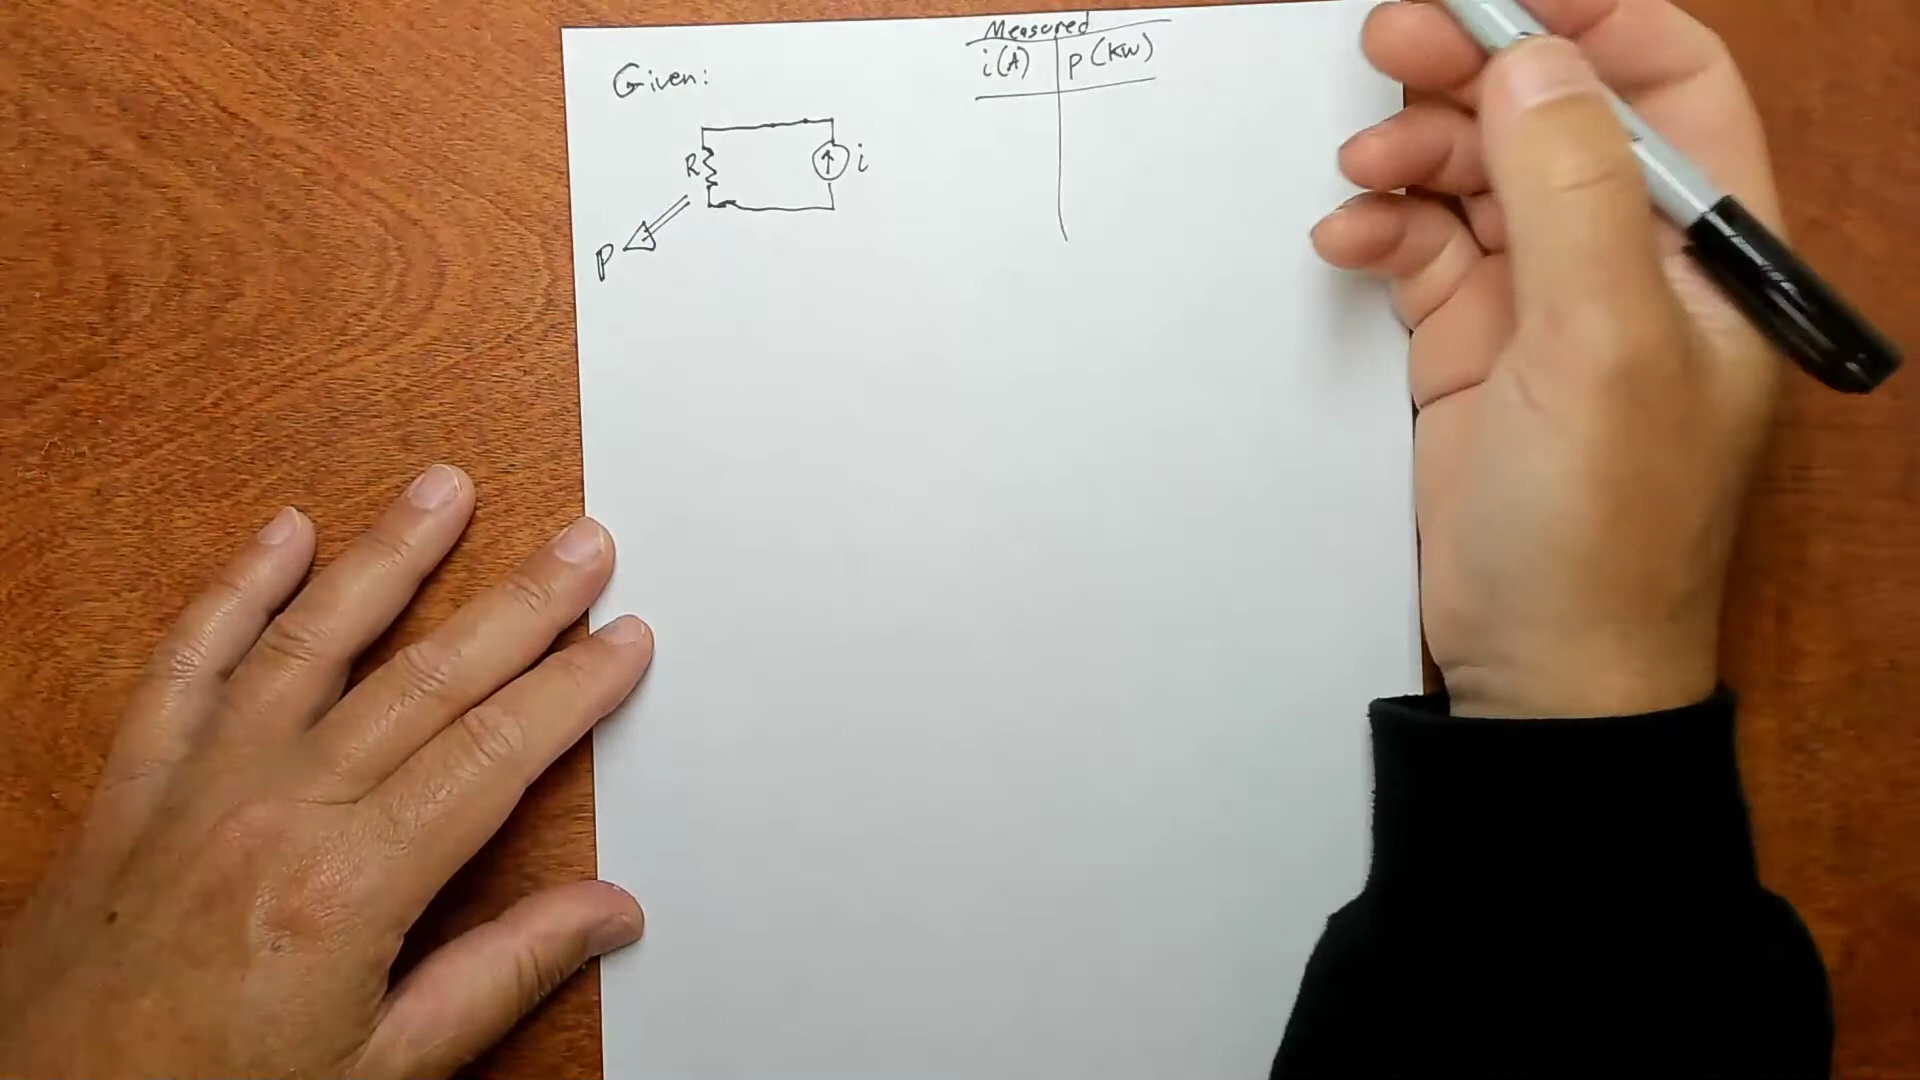 Given:
R
i
P
Measured
i(A) p(kW)